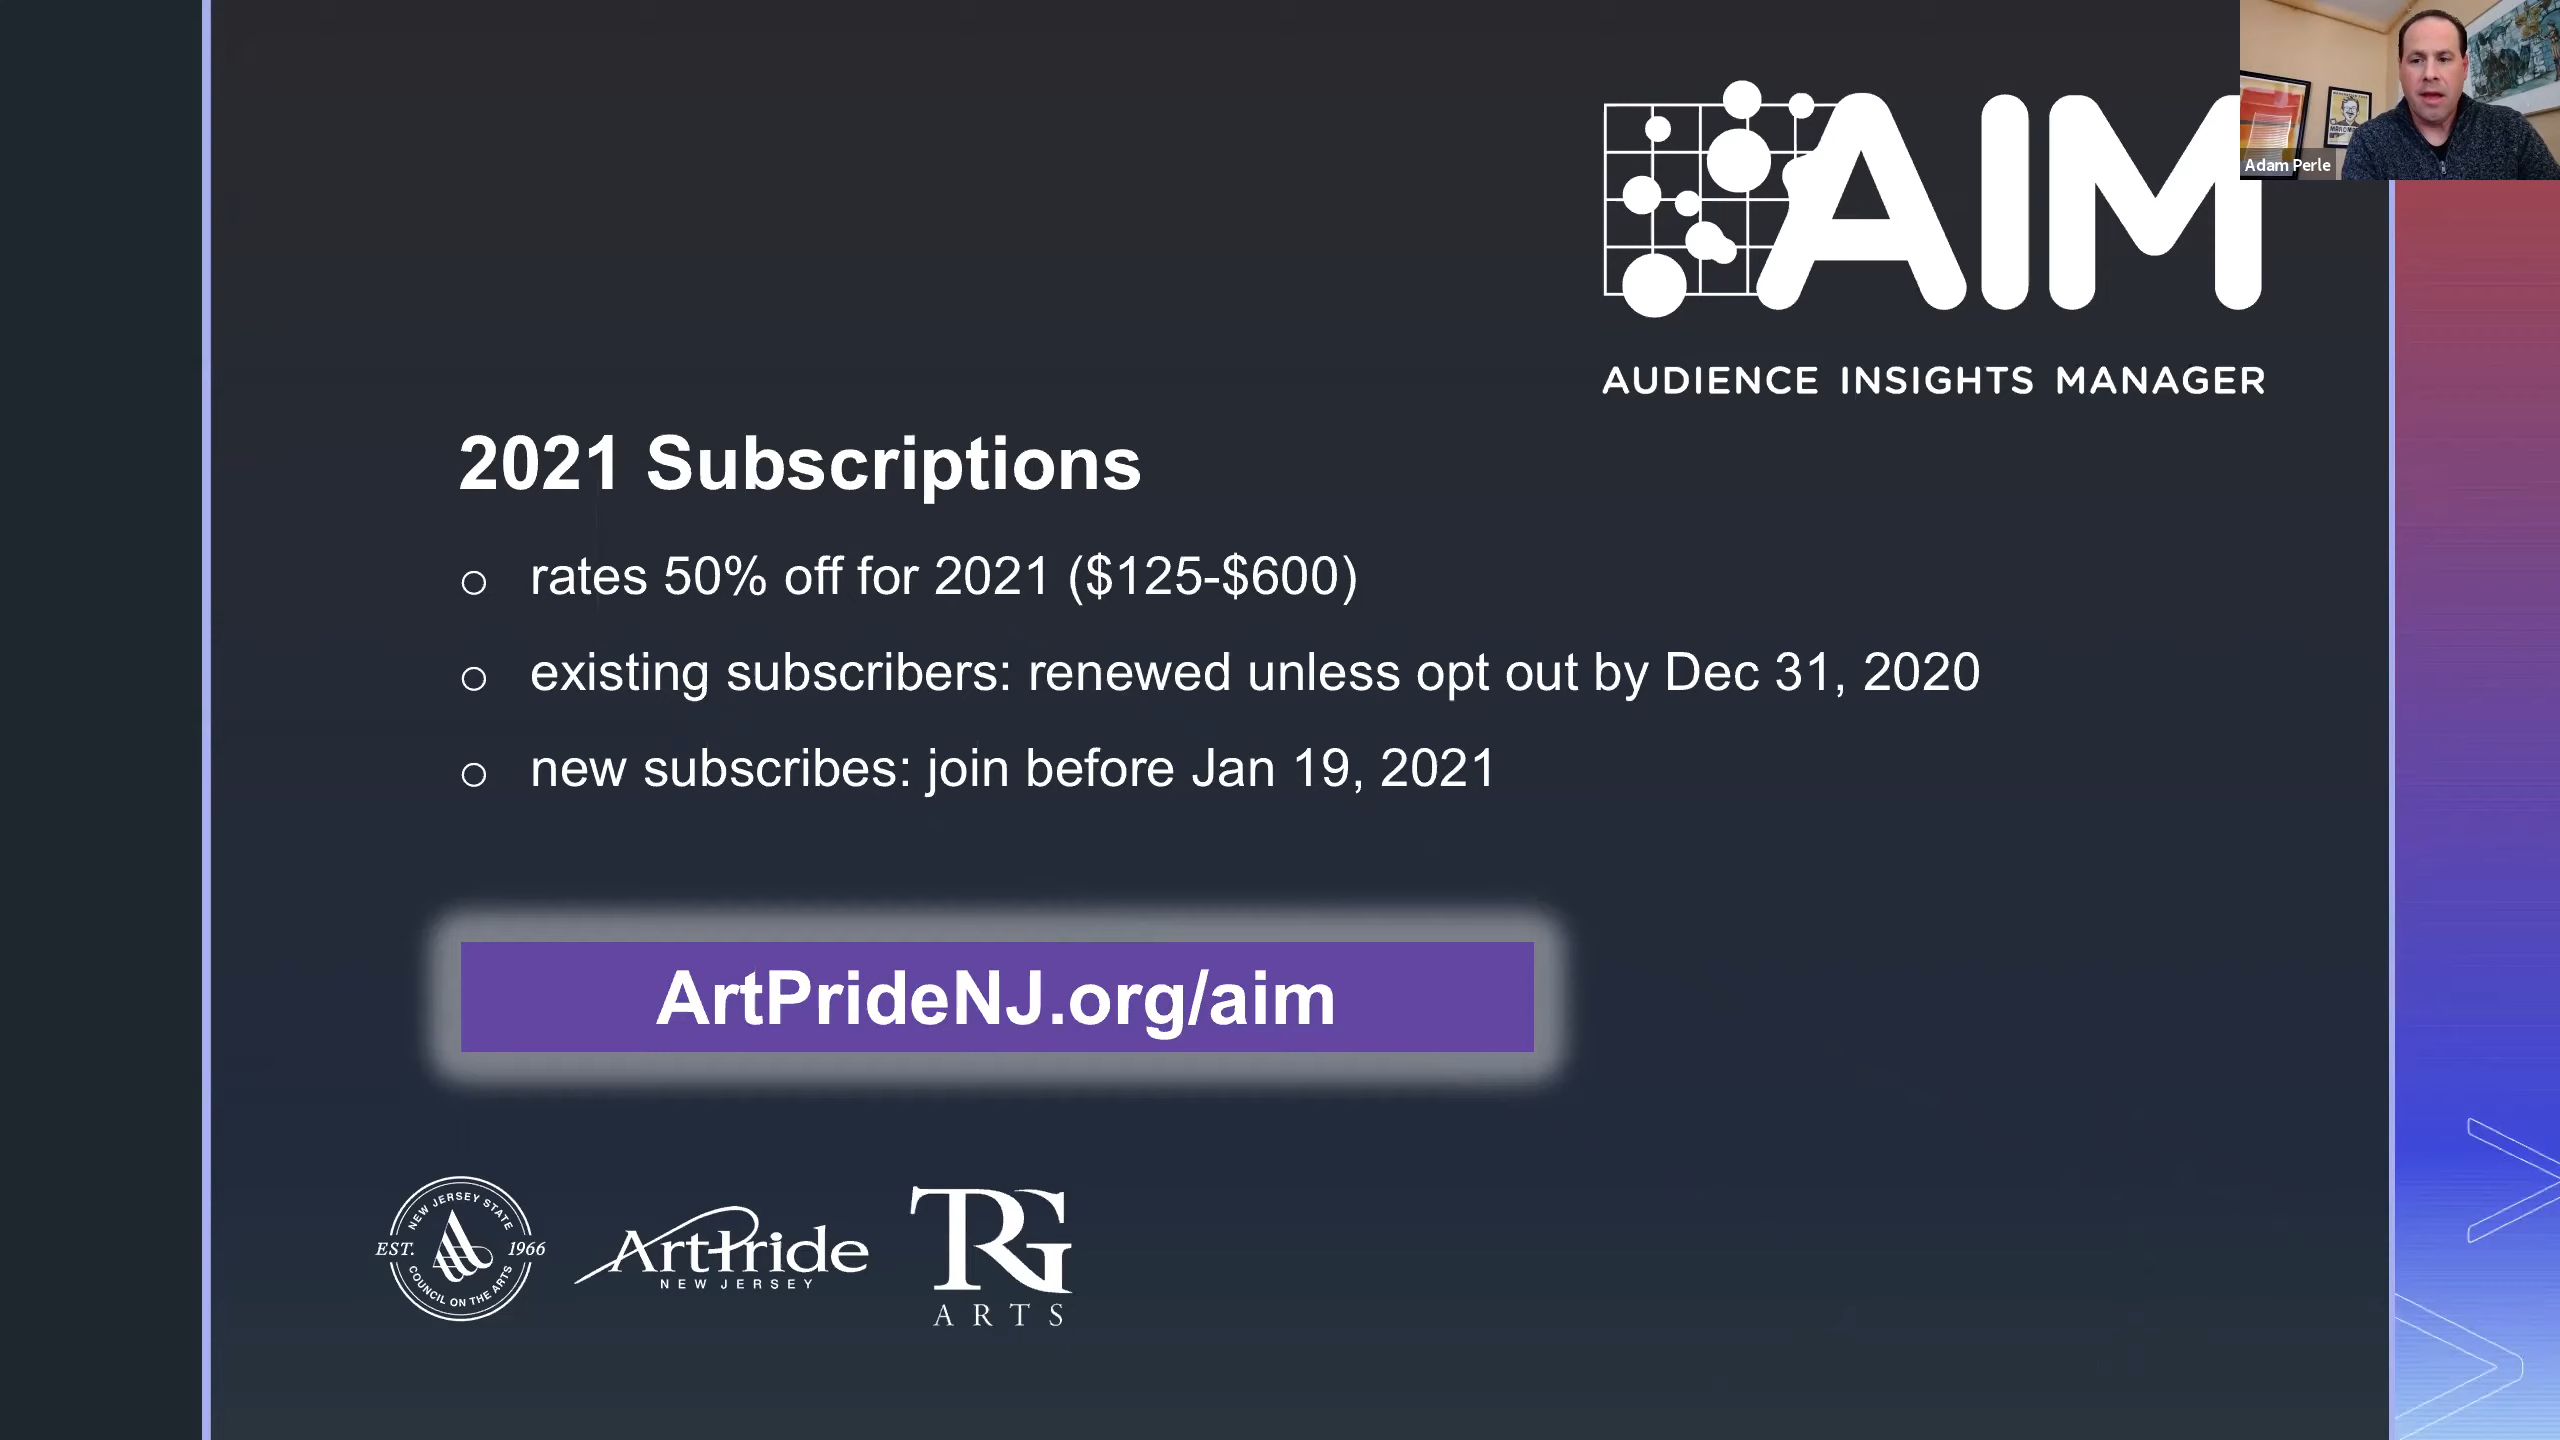 AIM
AUDIENCE INSIGHTS MANAGER
Adam Perle
2021 Subscriptions
o rates 50% off for 2021 ($125-$600)
o existing subscribers: renewed unless opt out by Dec 31, 2020
o new subscribes: join before Jan 19, 2021
ArtPrideNJ.org/aim
NEW JERSEY STATE
EST. 1966
COUNCIL ON THE ARTS
ArtPride
NEW JERSEY
TRG
ARTS